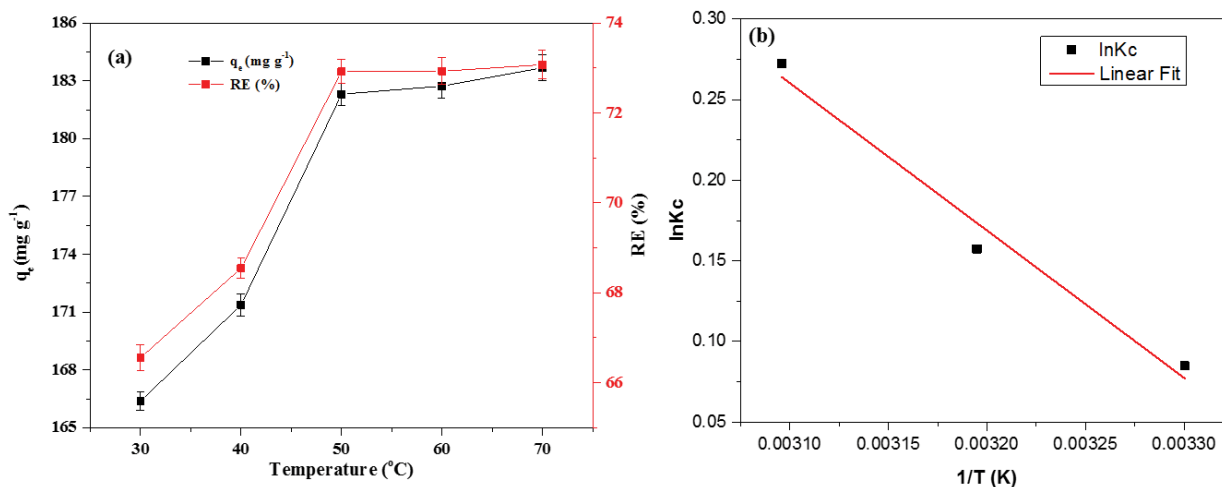 (a)
qₑ (mg g⁻¹)
RE (%)
186
183
180
177
174
171
168
165
qₑ (mg g⁻¹)
74
72
70
68
66
RE (%)
30 40 50 60 70
Temperature (°C)
(b)
lnKc
Linear Fit
0.30
0.25
0.20
0.15
0.10
0.05
lnKc
0.00310 0.00315 0.00320 0.00325 0.00330
1/T (K)